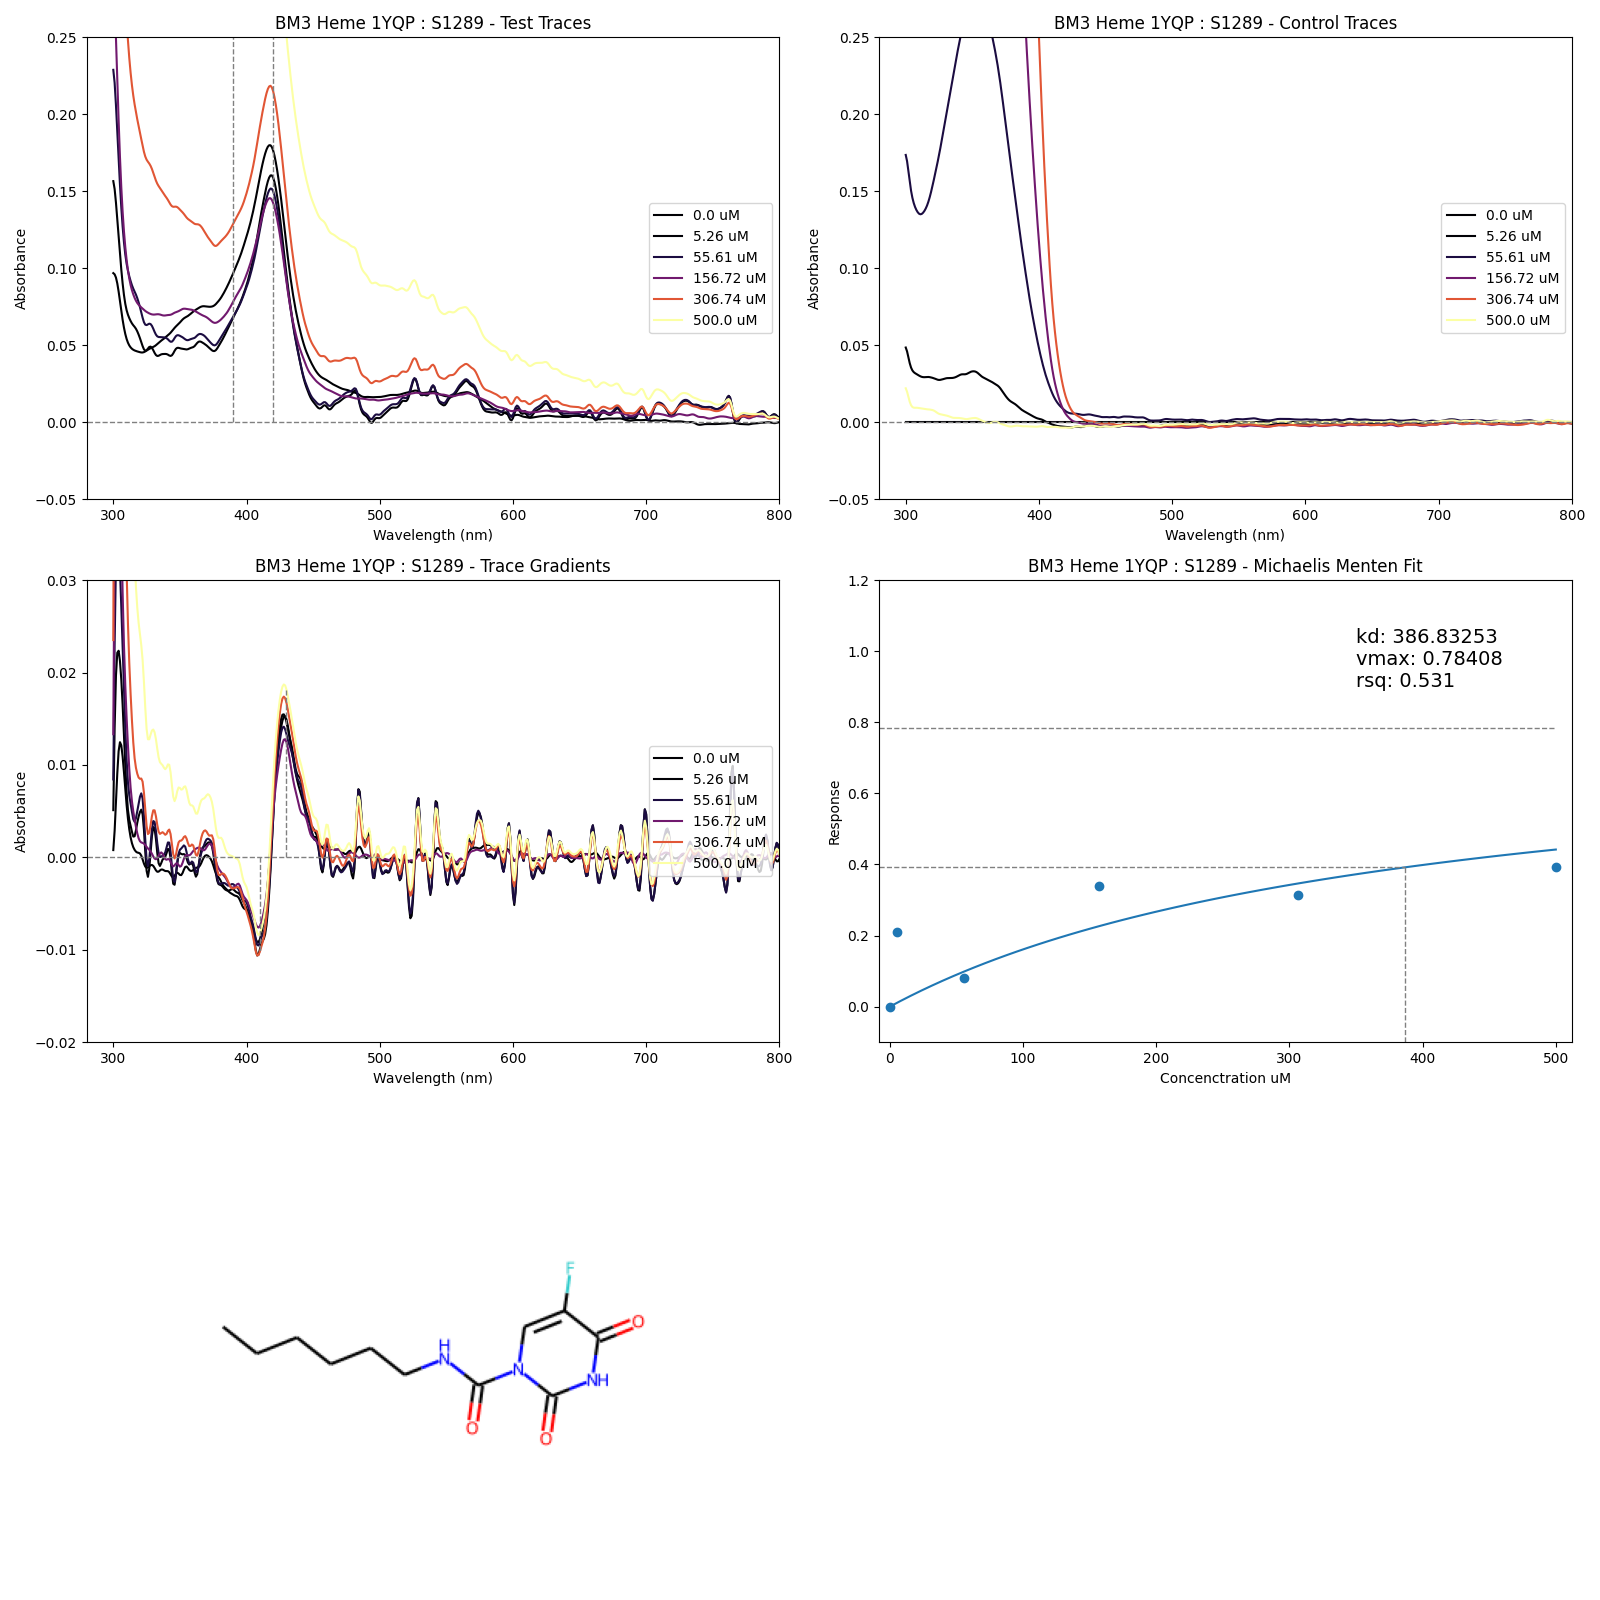 BM3 Heme 1YQP : S1289 - Test Traces
0.25
0.20
0.15
0.10
0.05
0.00
−0.05
Absorbance
300 400 500 600 700 800
Wavelength (nm)
0.0 uM
5.26 uM
55.61 uM
156.72 uM
306.74 uM
500.0 uM
BM3 Heme 1YQP : S1289 - Control Traces
0.25
0.20
0.15
0.10
0.05
0.00
−0.05
Absorbance
300 400 500 600 700 800
Wavelength (nm)
0.0 uM
5.26 uM
55.61 uM
156.72 uM
306.74 uM
500.0 uM
BM3 Heme 1YQP : S1289 - Trace Gradients
0.03
0.02
0.01
0.00
−0.01
−0.02
Absorbance
300 400 500 600 700 800
Wavelength (nm)
0.0 uM
5.26 uM
55.61 uM
156.72 uM
306.74 uM
500.0 uM
BM3 Heme 1YQP : S1289 - Michaelis Menten Fit
1.2
1.0
0.8
0.6
0.4
0.2
0.0
Response
kd: 386.83253
vmax: 0.78408
rsq: 0.531
0 100 200 300 400 500
Concenctration uM
F
O
H
N
N
NH
O
O